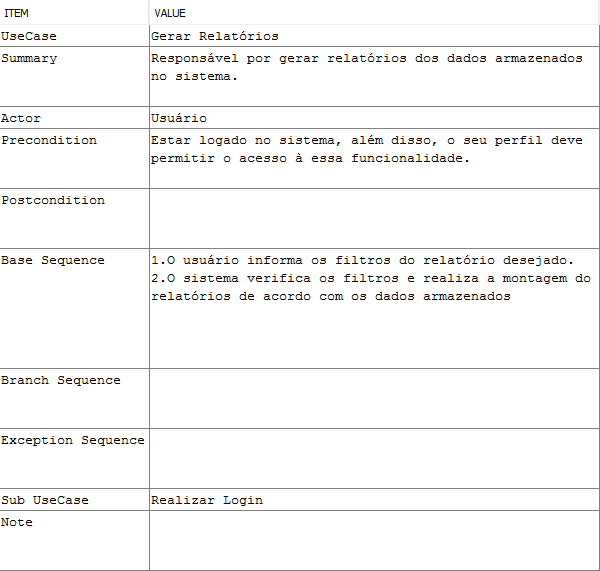 ITEM VALUE
UseCase Gerar Relatórios
Summary Responsável por gerar relatórios dos dados armazenados
no sistema.
Actor Usuário
Precondition Estar logado no sistema, além disso, o seu perfil deve
permitir o acesso à essa funcionalidade.
Postcondition
Base Sequence 1.O usuário informa os filtros do relatório desejado.
2.O sistema verifica os filtros e realiza a montagem do
relatórios de acordo com os dados armazenados
Branch Sequence
Exception Sequence
Sub UseCase Realizar Login
Note